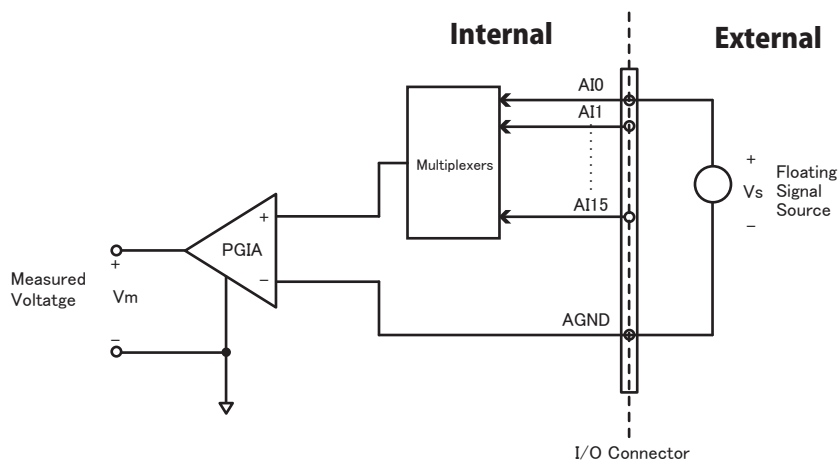 Internal
External
AI0
AI1
Multiplexers
AI15
+
Vs
−
Floating
Signal
Source
+
PGIA
−
Measured
Voltatge
+
Vm
−
AGND
I/O Connector